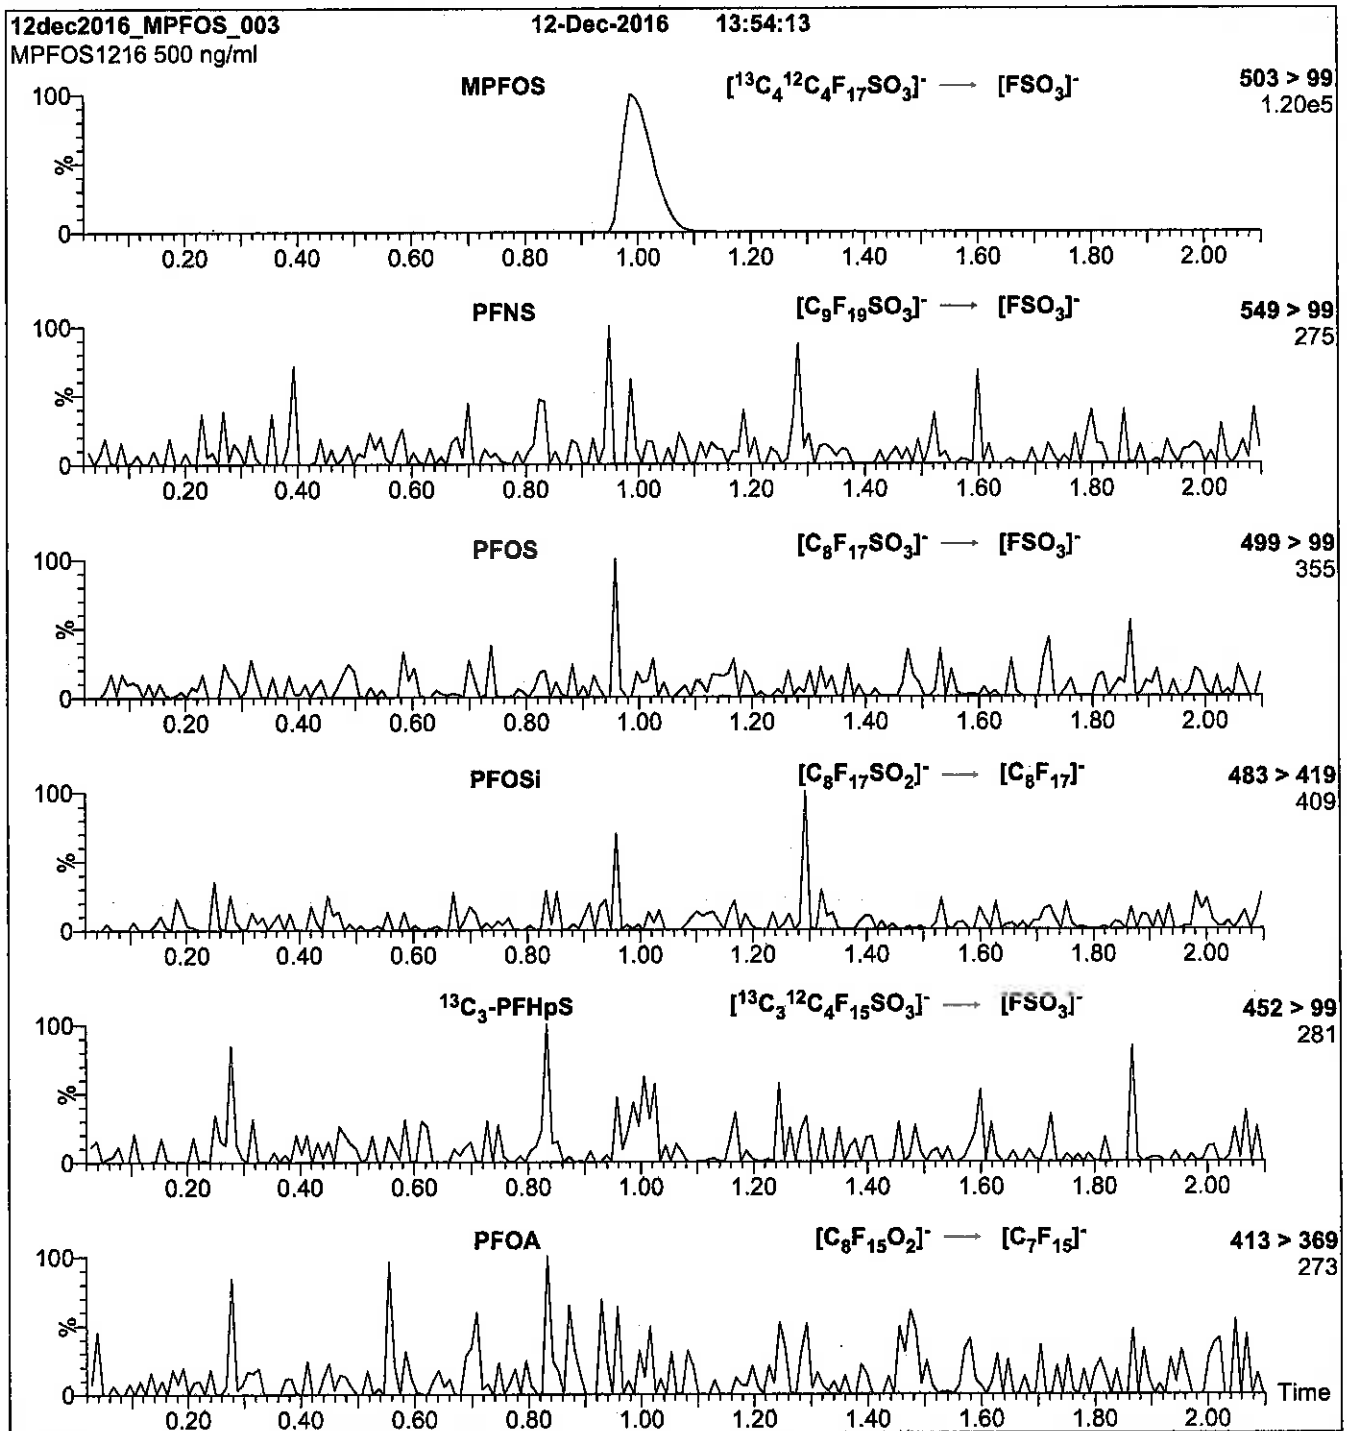 12dec2016_MPFOS_003 12-Dec-2016 13:54:13
MPFOS1216 500 ng/ml
MPFOS [¹³C₄¹²C₄F₁₇SO₃]⁻ → [FSO₃]⁻ 503 > 99
1.20e5
100
%
0
0.20 0.40 0.60 0.80 1.00 1.20 1.40 1.60 1.80 2.00
PFNS [C₉F₁₉SO₃]⁻ → [FSO₃]⁻ 549 > 99
275
100
%
0
0.20 0.40 0.60 0.80 1.00 1.20 1.40 1.60 1.80 2.00
PFOS [C₈F₁₇SO₃]⁻ → [FSO₃]⁻ 499 > 99
355
100
%
0
0.20 0.40 0.60 0.80 1.00 1.20 1.40 1.60 1.80 2.00
PFOSi [C₈F₁₇SO₂]⁻ → [C₈F₁₇]⁻ 483 > 419
409
100
%
0
0.20 0.40 0.60 0.80 1.00 1.20 1.40 1.60 1.80 2.00
¹³C₃-PFHpS [¹³C₃¹²C₄F₁₅SO₃]⁻ → [FSO₃]⁻ 452 > 99
281
100
%
0
0.20 0.40 0.60 0.80 1.00 1.20 1.40 1.60 1.80 2.00
PFOA [C₈F₁₅O₂]⁻ → [C₇F₁₅]⁻ 413 > 369
273
100
%
0
Time
0.20 0.40 0.60 0.80 1.00 1.20 1.40 1.60 1.80 2.00